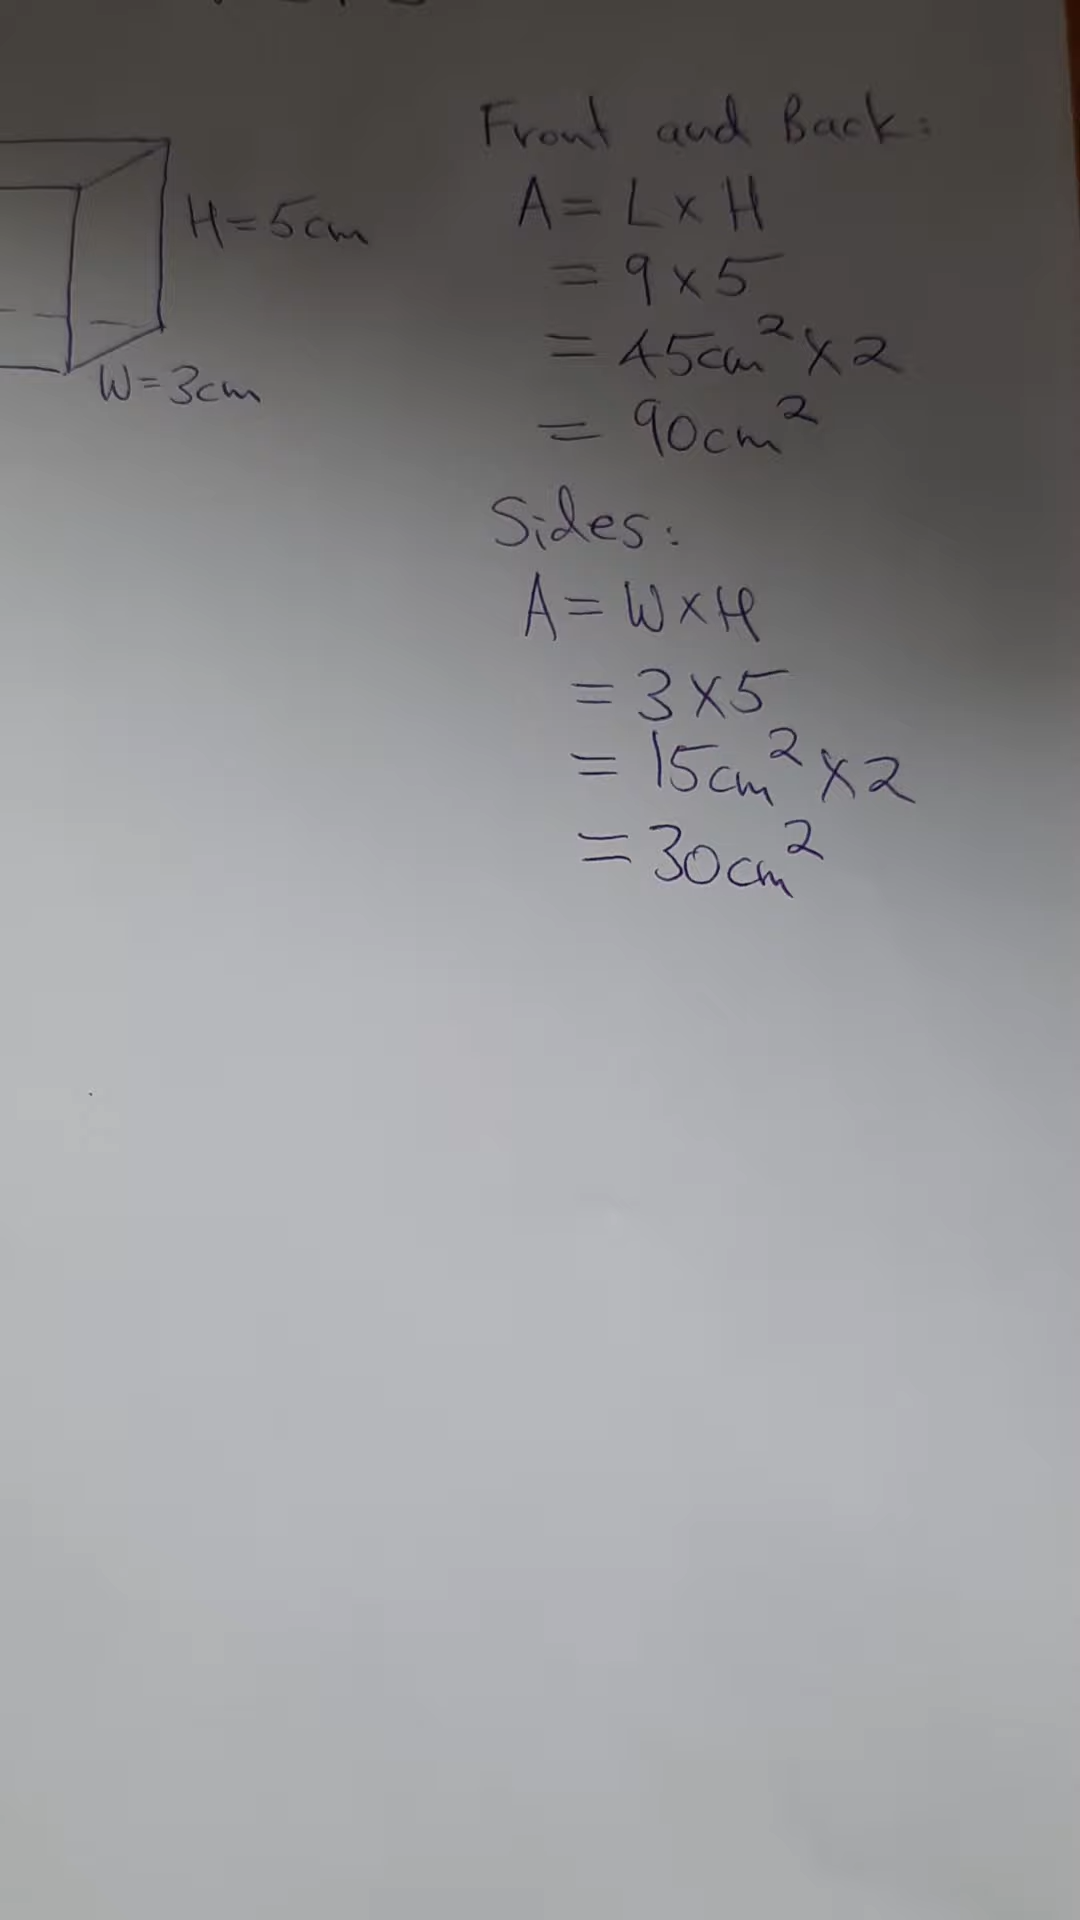 H=5cm
W=3cm
Front and Back:
A=L×H
=9×5
=45cm²×2
=90cm²
Sides:
A=W×H
=3×5
=15cm²×2
=30cm²